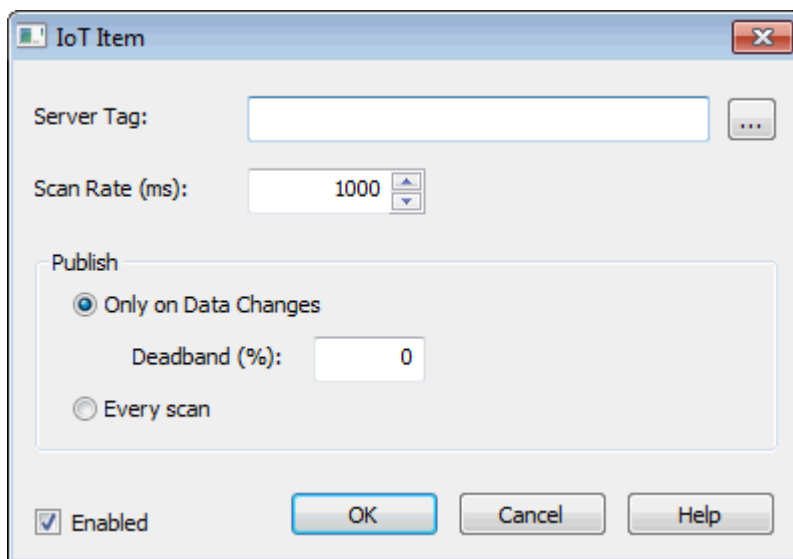 IoT Item
Server Tag:
...
Scan Rate (ms): 1000
Publish
Only on Data Changes
Deadband (%): 0
Every scan
Enabled OK Cancel Help